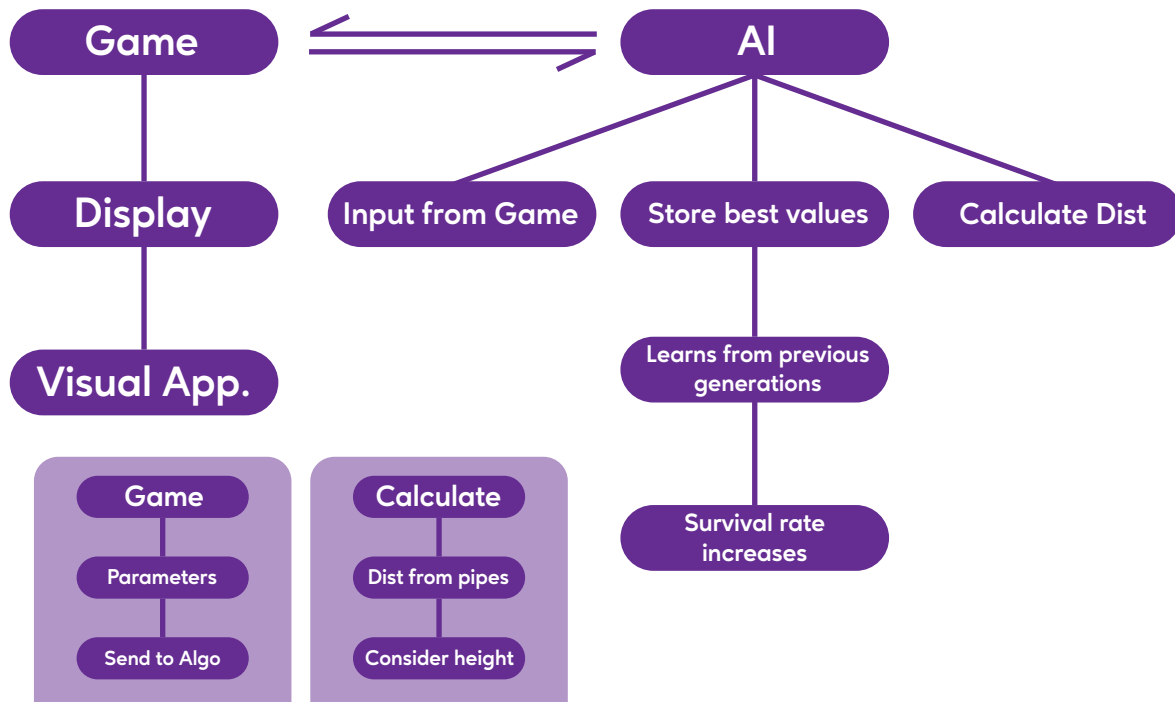 Game
AI
Display
Input from Game
Store best values
Calculate Dist
Visual App.
Learns from previous
generations
Game
Calculate
Survival rate
increases
Parameters
Dist from pipes
Send to Algo
Consider height